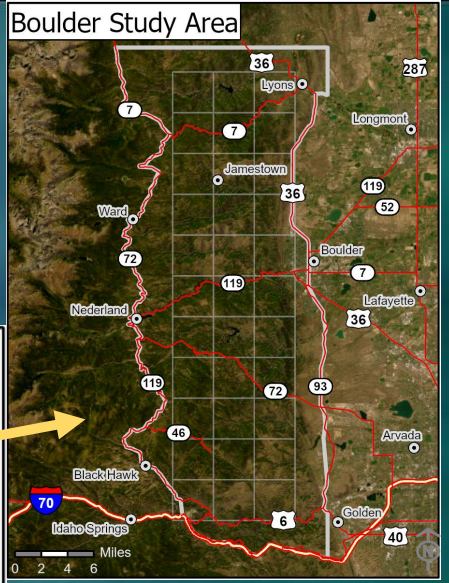 Boulder Study Area
36
287
Lyons
7
Longmont
7
Jamestown
119
36
52
Ward
72
Boulder
119
7
Lafayette
Nederland
36
119
72
93
46
Arvada
Black Hawk
70
Golden
6
Idaho Springs
40
Miles
0 2 4 6
N